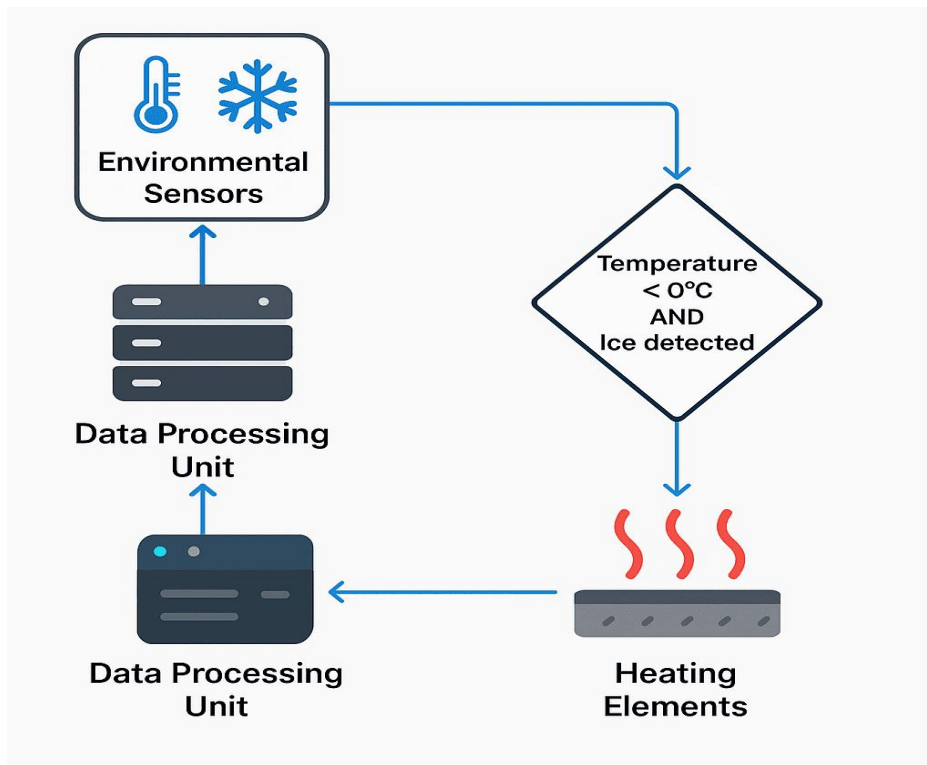 Environmental
Sensors
Temperature
< 0°C
AND
Ice detected
Data Processing
Unit
Data Processing
Unit
Heating
Elements